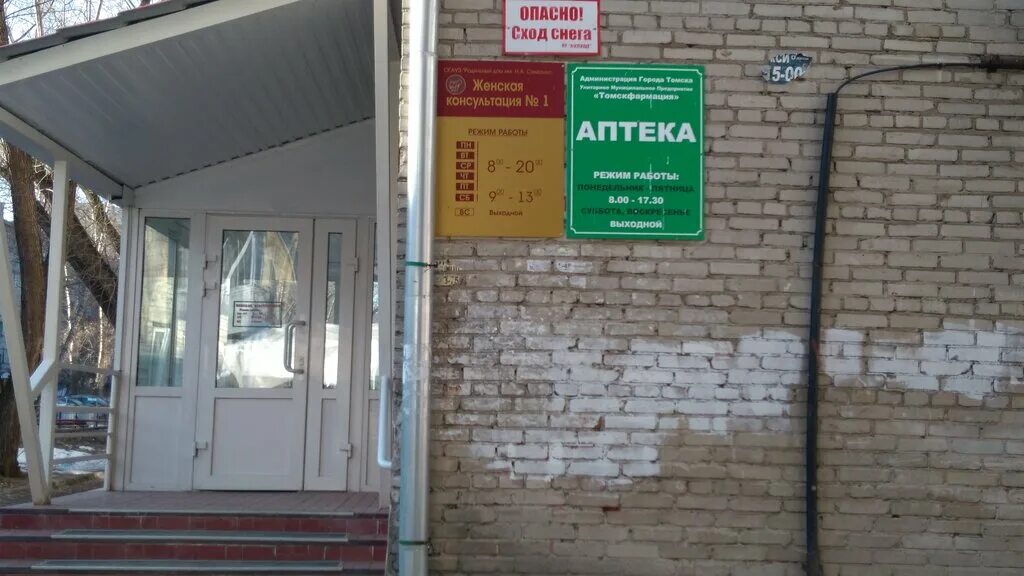 ОПАСНО!
Сход снега
Женская
консультация № 1
РЕЖИМ РАБОТЫ
ПН
ВТ
СР
ЧТ
ПТ
СБ
ВС
8⁰⁰ - 20⁰⁰
9⁰⁰ - 13⁰⁰
Выходной
Администрация Города Томска
Унитарное Муниципальное Предприятие
«Томскфармация»
АПТЕКА
РЕЖИМ РАБОТЫ:
ПОНЕДЕЛЬНИК - ПЯТНИЦА
8.00 - 17.30
СУББОТА, ВОСКРЕСЕНЬЕ
ВЫХОДНОЙ
5-00